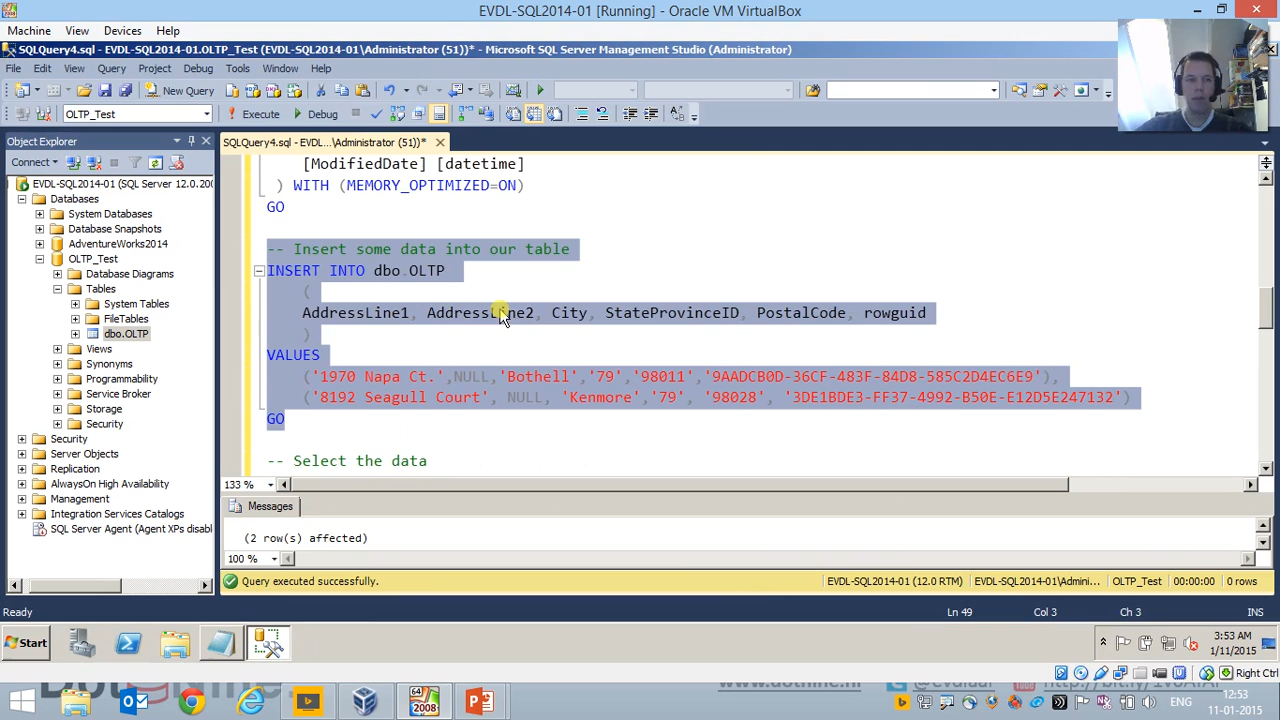 EVDL-SQL2014-01 [Running] - Oracle VM VirtualBox
Machine View Devices Help
SQLQuery4.sql - EVDL-SQL2014-01.OLTP_Test (EVDL-SQL2014-01\Administrator (51))* - Microsoft SQL Server Management Studio (Administrator)
File Edit View Query Project Debug Tools Window Help
New Query
OLTP_Test Execute Debug
Object Explorer
SQLQuery4.sql - EVDL...\Administrator (51))*
Connect
EVDL-SQL2014-01 (SQL Server 12.0.200
Databases
System Databases
Database Snapshots
AdventureWorks2014
OLTP_Test
Database Diagrams
Tables
System Tables
FileTables
dbo.OLTP
Views
Synonyms
Programmability
Service Broker
Storage
Security
Security
Server Objects
Replication
AlwaysOn High Availability
Management
Integration Services Catalogs
SQL Server Agent (Agent XPs disabl
[ModifiedDate] [datetime]
) WITH (MEMORY_OPTIMIZED=ON)
GO
-- Insert some data into our table
INSERT INTO dbo.OLTP
(
AddressLine1, AddressLine2, City, StateProvinceID, PostalCode, rowguid
)
VALUES
('1970 Napa Ct.',NULL,'Bothell','79','98011','9AADCB0D-36CF-483F-84D8-585C2D4EC6E9'),
('8192 Seagull Court', NULL, 'Kenmore','79', '98028', '3DE1BDE3-FF37-4992-B50E-E12D5E247132')
GO
-- Select the data
133 %
Messages
(2 row(s) affected)
100 %
Query executed successfully.
EVDL-SQL2014-01 (12.0 RTM) EVDL-SQL2014-01\Admini... OLTP_Test 00:00:00 0 rows
Ready Ln 49 Col 3 Ch 3 INS
Start
3:53 AM
1/11/2015
Right Ctrl
64
2008
ENG
12:53
11-01-2015